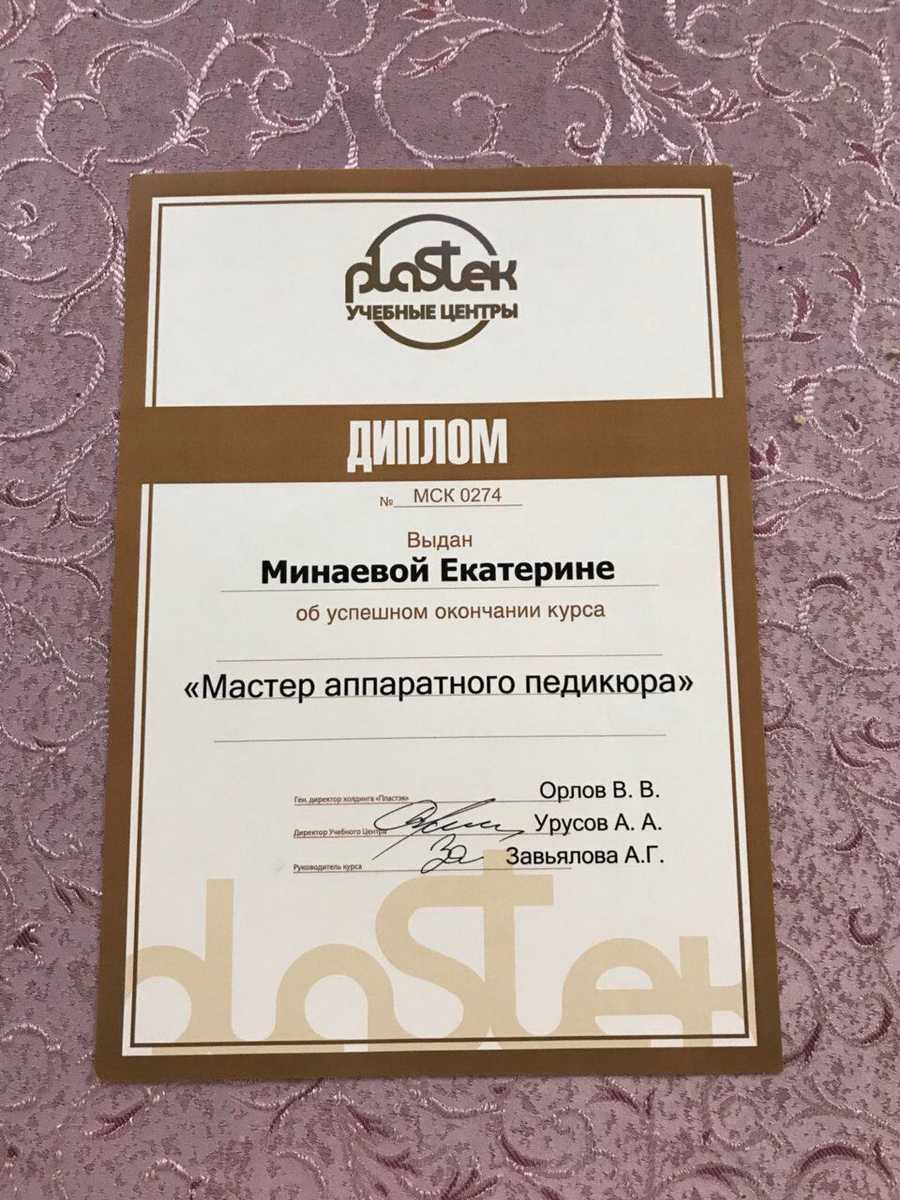 plastek
УЧЕБНЫЕ ЦЕНТРЫ
ДИПЛОМ
№ МСК 0274
Выдан
Минаевой Екатерине
об успешном окончании курса
«Мастер аппаратного педикюра»
Ген. директор холдинга «Пластэк» Орлов В. В.
Директор Учебного Центра Урусов А. А.
Руководитель курса За Завьялова А.Г.
plastek